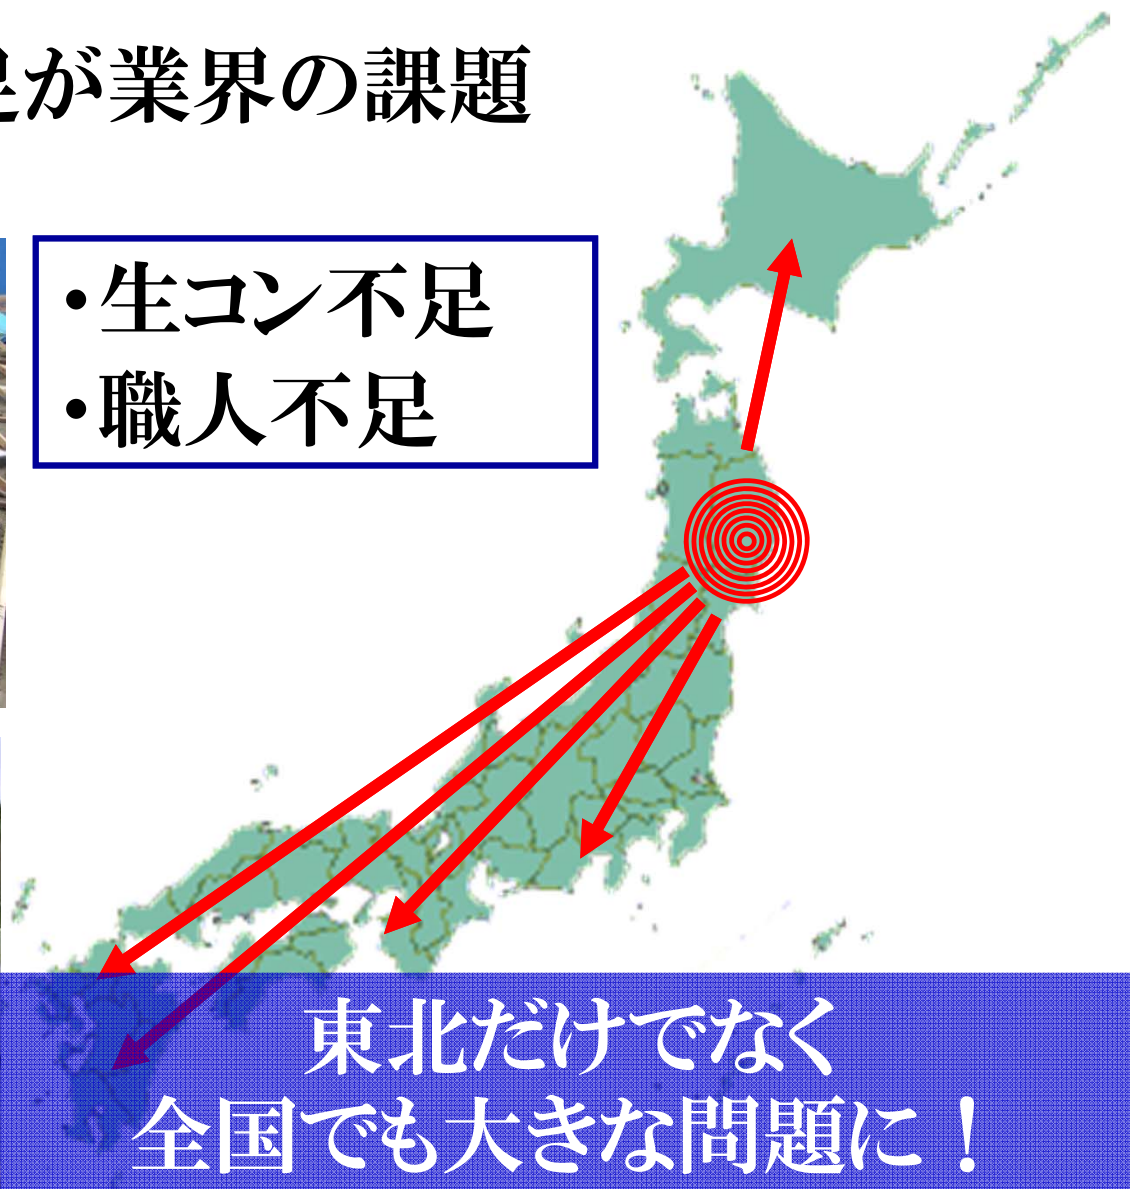 が業界の課題
・生コン不足
・職人不足
東北だけでなく
全国でも大きな問題に！